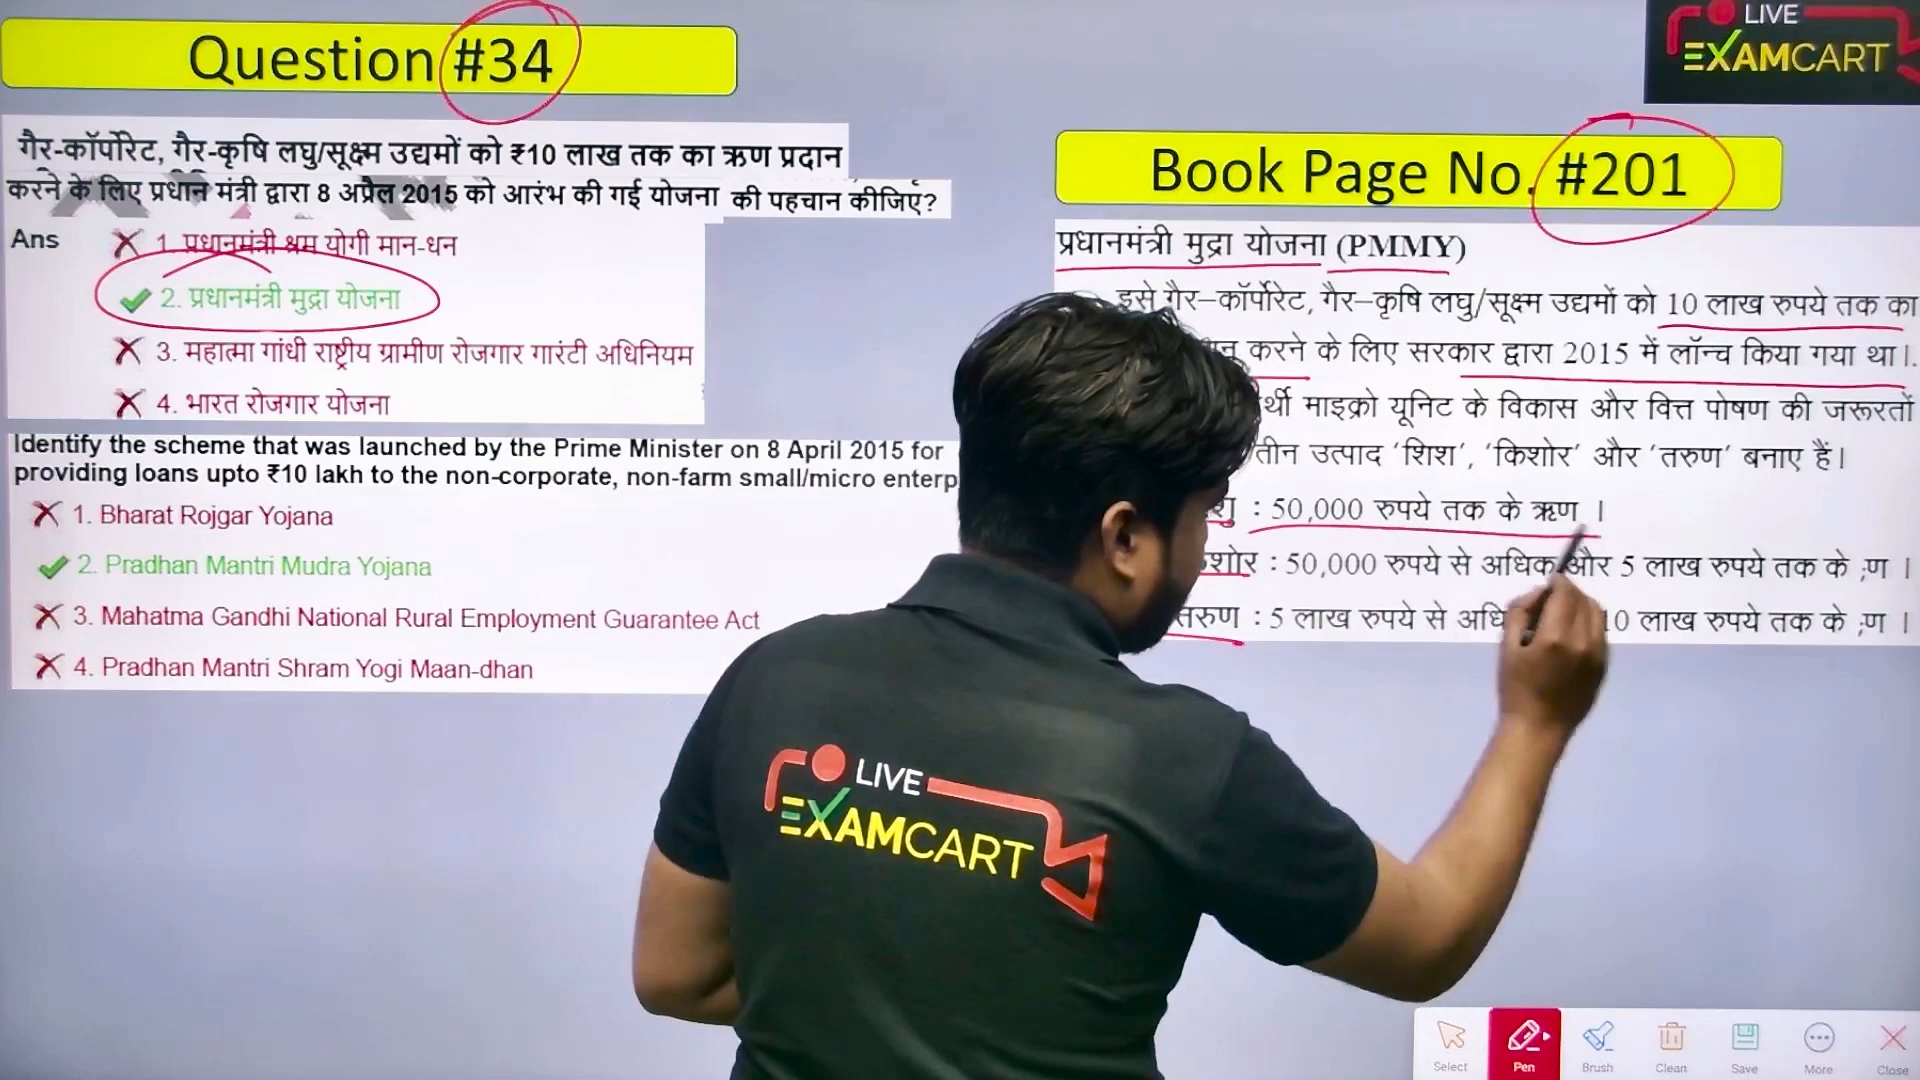 Question #34
गैर-कॉर्पोरेट, गैर-कृषि लघु/सूक्ष्म उद्यमों को ₹10 लाख तक का ऋण प्रदान
करने के लिए प्रधान मंत्री द्वारा 8 अप्रैल 2015 को आरंभ की गई योजना की पहचान कीजिए?
Ans
1. प्रधानमंत्री श्रम योगी मान-धन
2. प्रधानमंत्री मुद्रा योजना
3. महात्मा गांधी राष्ट्रीय ग्रामीण रोजगार गारंटी अधिनियम
4. भारत रोजगार योजना
Identify the scheme that was launched by the Prime Minister on 8 April 2015 for
providing loans upto ₹10 lakh to the non-corporate, non-farm small/micro enterp
1. Bharat Rojgar Yojana
2. Pradhan Mantri Mudra Yojana
3. Mahatma Gandhi National Rural Employment Guarantee Act
4. Pradhan Mantri Shram Yogi Maan-dhan
LIVE
EXAMCART
Book Page No. #201
प्रधानमंत्री मुद्रा योजना (PMMY)
इसे गैर–कॉर्पोरेट, गैर–कृषि लघु/सूक्ष्म उद्यमों को 10 लाख रुपये तक का
करने के लिए सरकार द्वारा 2015 में लॉन्च किया गया था।
र्थी माइक्रो यूनिट के विकास और वित्त पोषण की जरूरतों
तीन उत्पाद ‘शिश’, ‘किशोर’ और ‘तरुण’ बनाए हैं।
शु : 50,000 रुपये तक के ऋण ।
शोर : 50,000 रुपये से अधिक और 5 लाख रुपये तक के ;ण ।
तरुण : 5 लाख रुपये से अधि 10 लाख रुपये तक के ;ण ।
LIVE
EXAMCART
Select
Pen
Brush
Clean
Save
More
Close